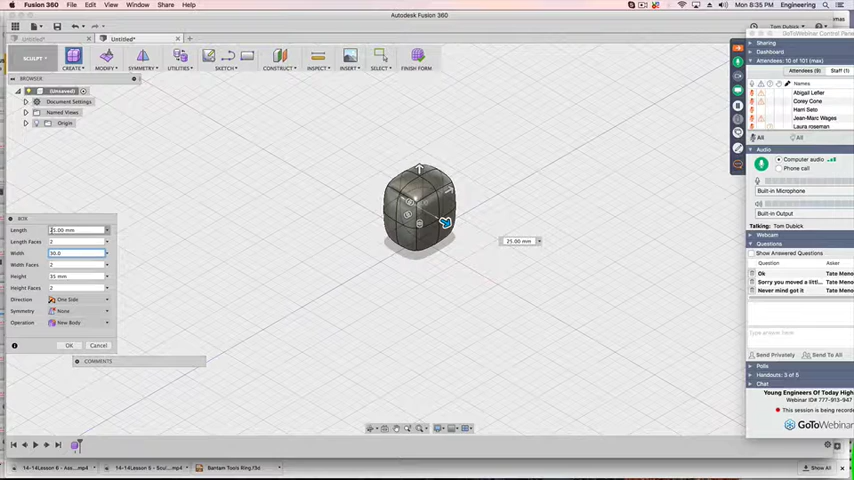 Fusion 360 File Edit View Window Share Help
Mon 8:35 PM Engineering
Autodesk Fusion 360
Tom Dubick
GoToWebinar Control Panel
Untitled*
Untitled*
SCULPT
CREATE MODIFY SYMMETRY UTILITIES SKETCH CONSTRUCT INSPECT INSERT SELECT FINISH FORM
BROWSER
(Unsaved)
Document Settings
Named Views
Origin
BOX
Length 25.00 mm
Length Faces 2
Width 30.0
Width Faces 2
Height 35 mm
Height Faces 2
Direction One Side
Symmetry None
Operation New Body
OK Cancel
COMMENTS
25.00 mm
Sharing
Dashboard
Attendees: 10 of 101 (max)
Attendees (9) Staff (1)
Names
Abigail Lefler
Corey Cone
Harri Seto
Jean-Marc Wages
Laura roseman
All All
Audio
Computer audio
Phone call
Built-in Microphone
Built-in Output
Talking: Tom Dubick
Webcam
Questions
Show Answered Questions
Question Asker
Ok Tate Meno
Sorry you moved a littl... Tate Meno
Never mind got it Tate Meno
Type answer here
Send Privately Send To All
Polls
Handouts: 3 of 5
Chat
Young Engineers Of Today High
Webinar ID# 777-913-947
This session is being recorde
GoToWebinar
14-14Lesson 6 - Ass....mp4
14-14Lesson 5 - Scul....mp4
Bantam Tools Ring.f3d
Show All